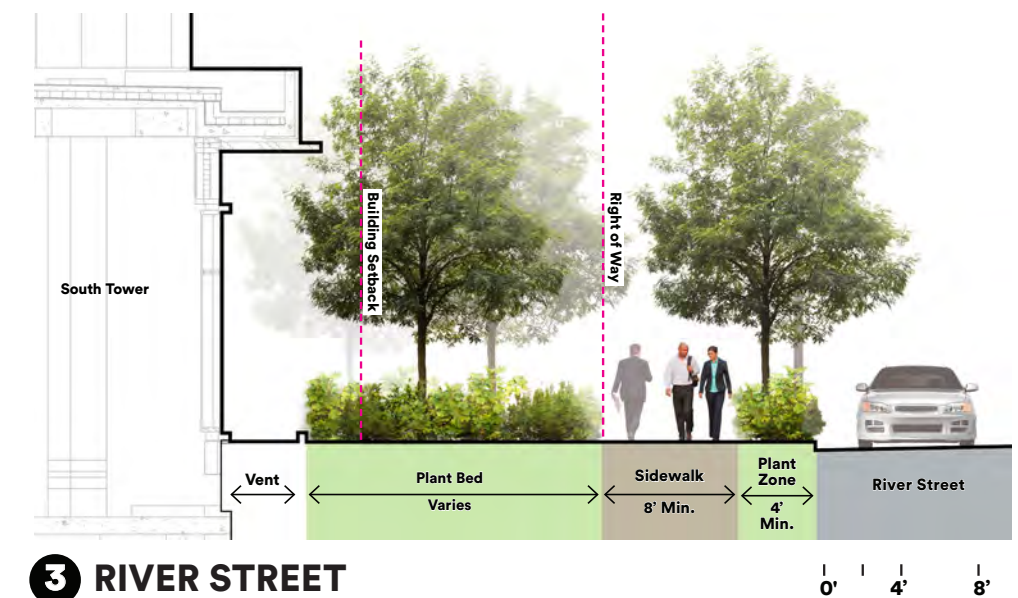 Building Setback
Right of Way
South Tower
Vent
Plant Bed
Varies
Sidewalk
8’ Min.
Plant
Zone
4’
Min.
River Street
3 RIVER STREET
0' 4’ 8’